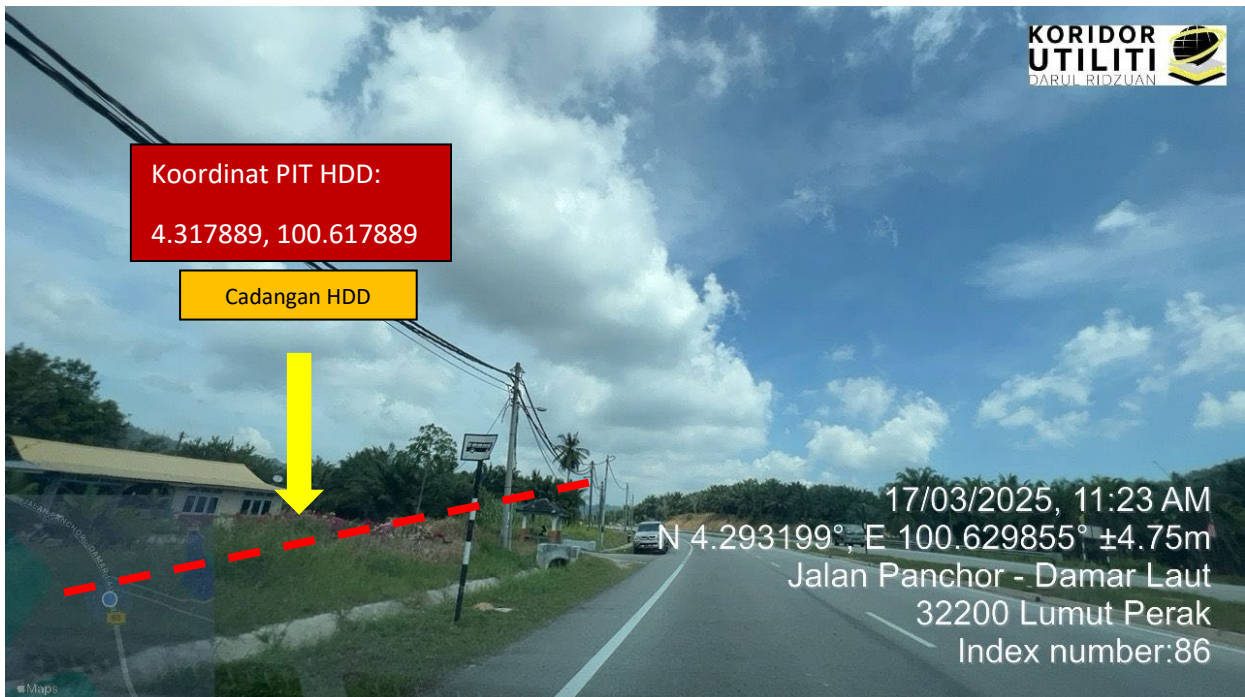 KORIDOR
UTILITI
DARUL RIDZUAN
Koordinat PIT HDD:
4.317889, 100.617889
Cadangan HDD
17/03/2025, 11:23 AM
N 4.293199°, E 100.629855° ±4.75m
Jalan Panchor - Damar Laut
32200 Lumut Perak
Index number:86
Maps